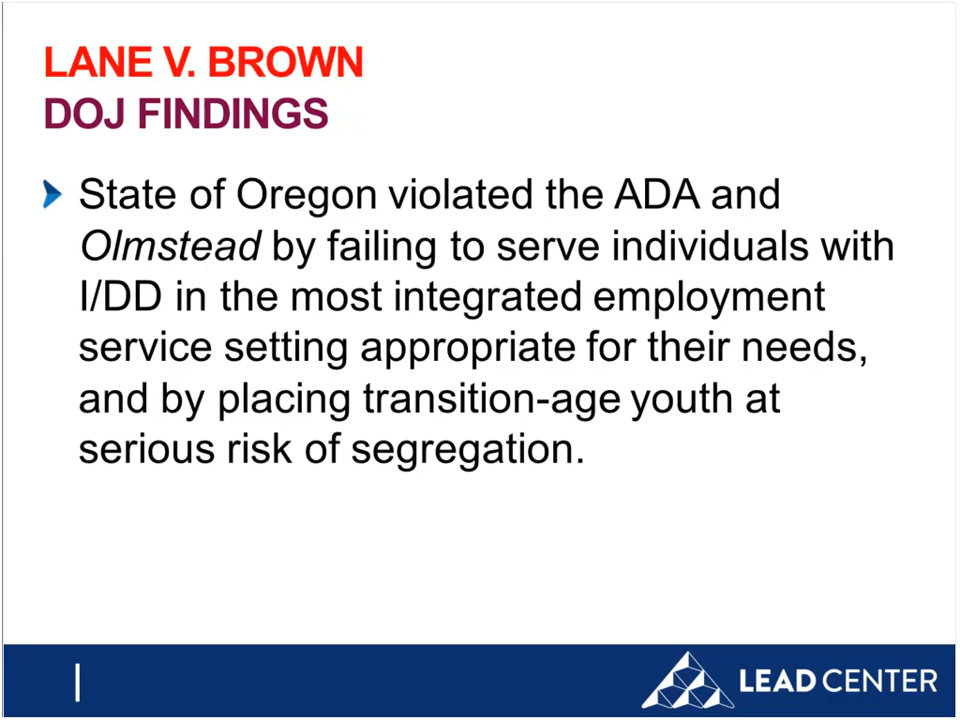 LANE V. BROWN
DOJ FINDINGS
State of Oregon violated the ADA and
Olmstead by failing to serve individuals with
I/DD in the most integrated employment
service setting appropriate for their needs,
and by placing transition-age youth at
serious risk of segregation.
LEAD CENTER